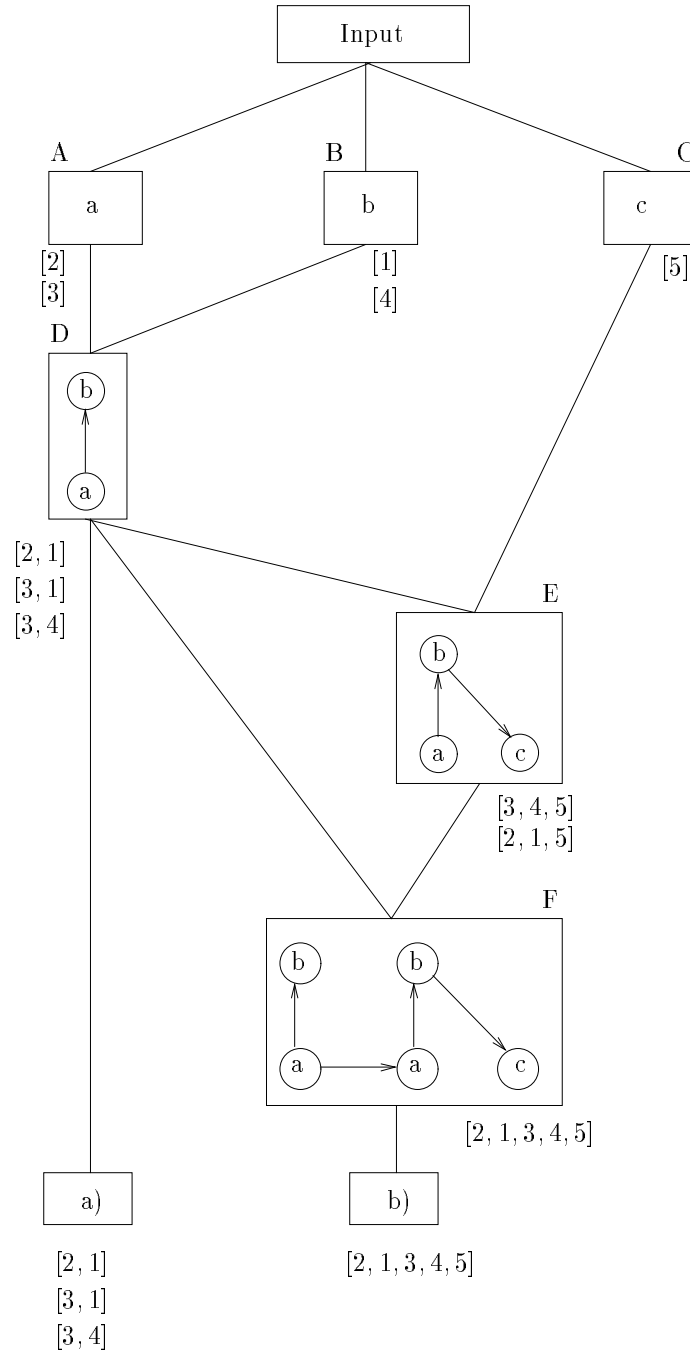 Input
A
B
C
a
b
c
[2]
[3]
[1]
[4]
[5]
D
b
a
[2, 1]
[3, 1]
[3, 4]
E
b
a
c
[3, 4, 5]
[2, 1, 5]
F
b
b
a
a
c
[2, 1, 3, 4, 5]
a)
b)
[2, 1]
[3, 1]
[3, 4]
[2, 1, 3, 4, 5]